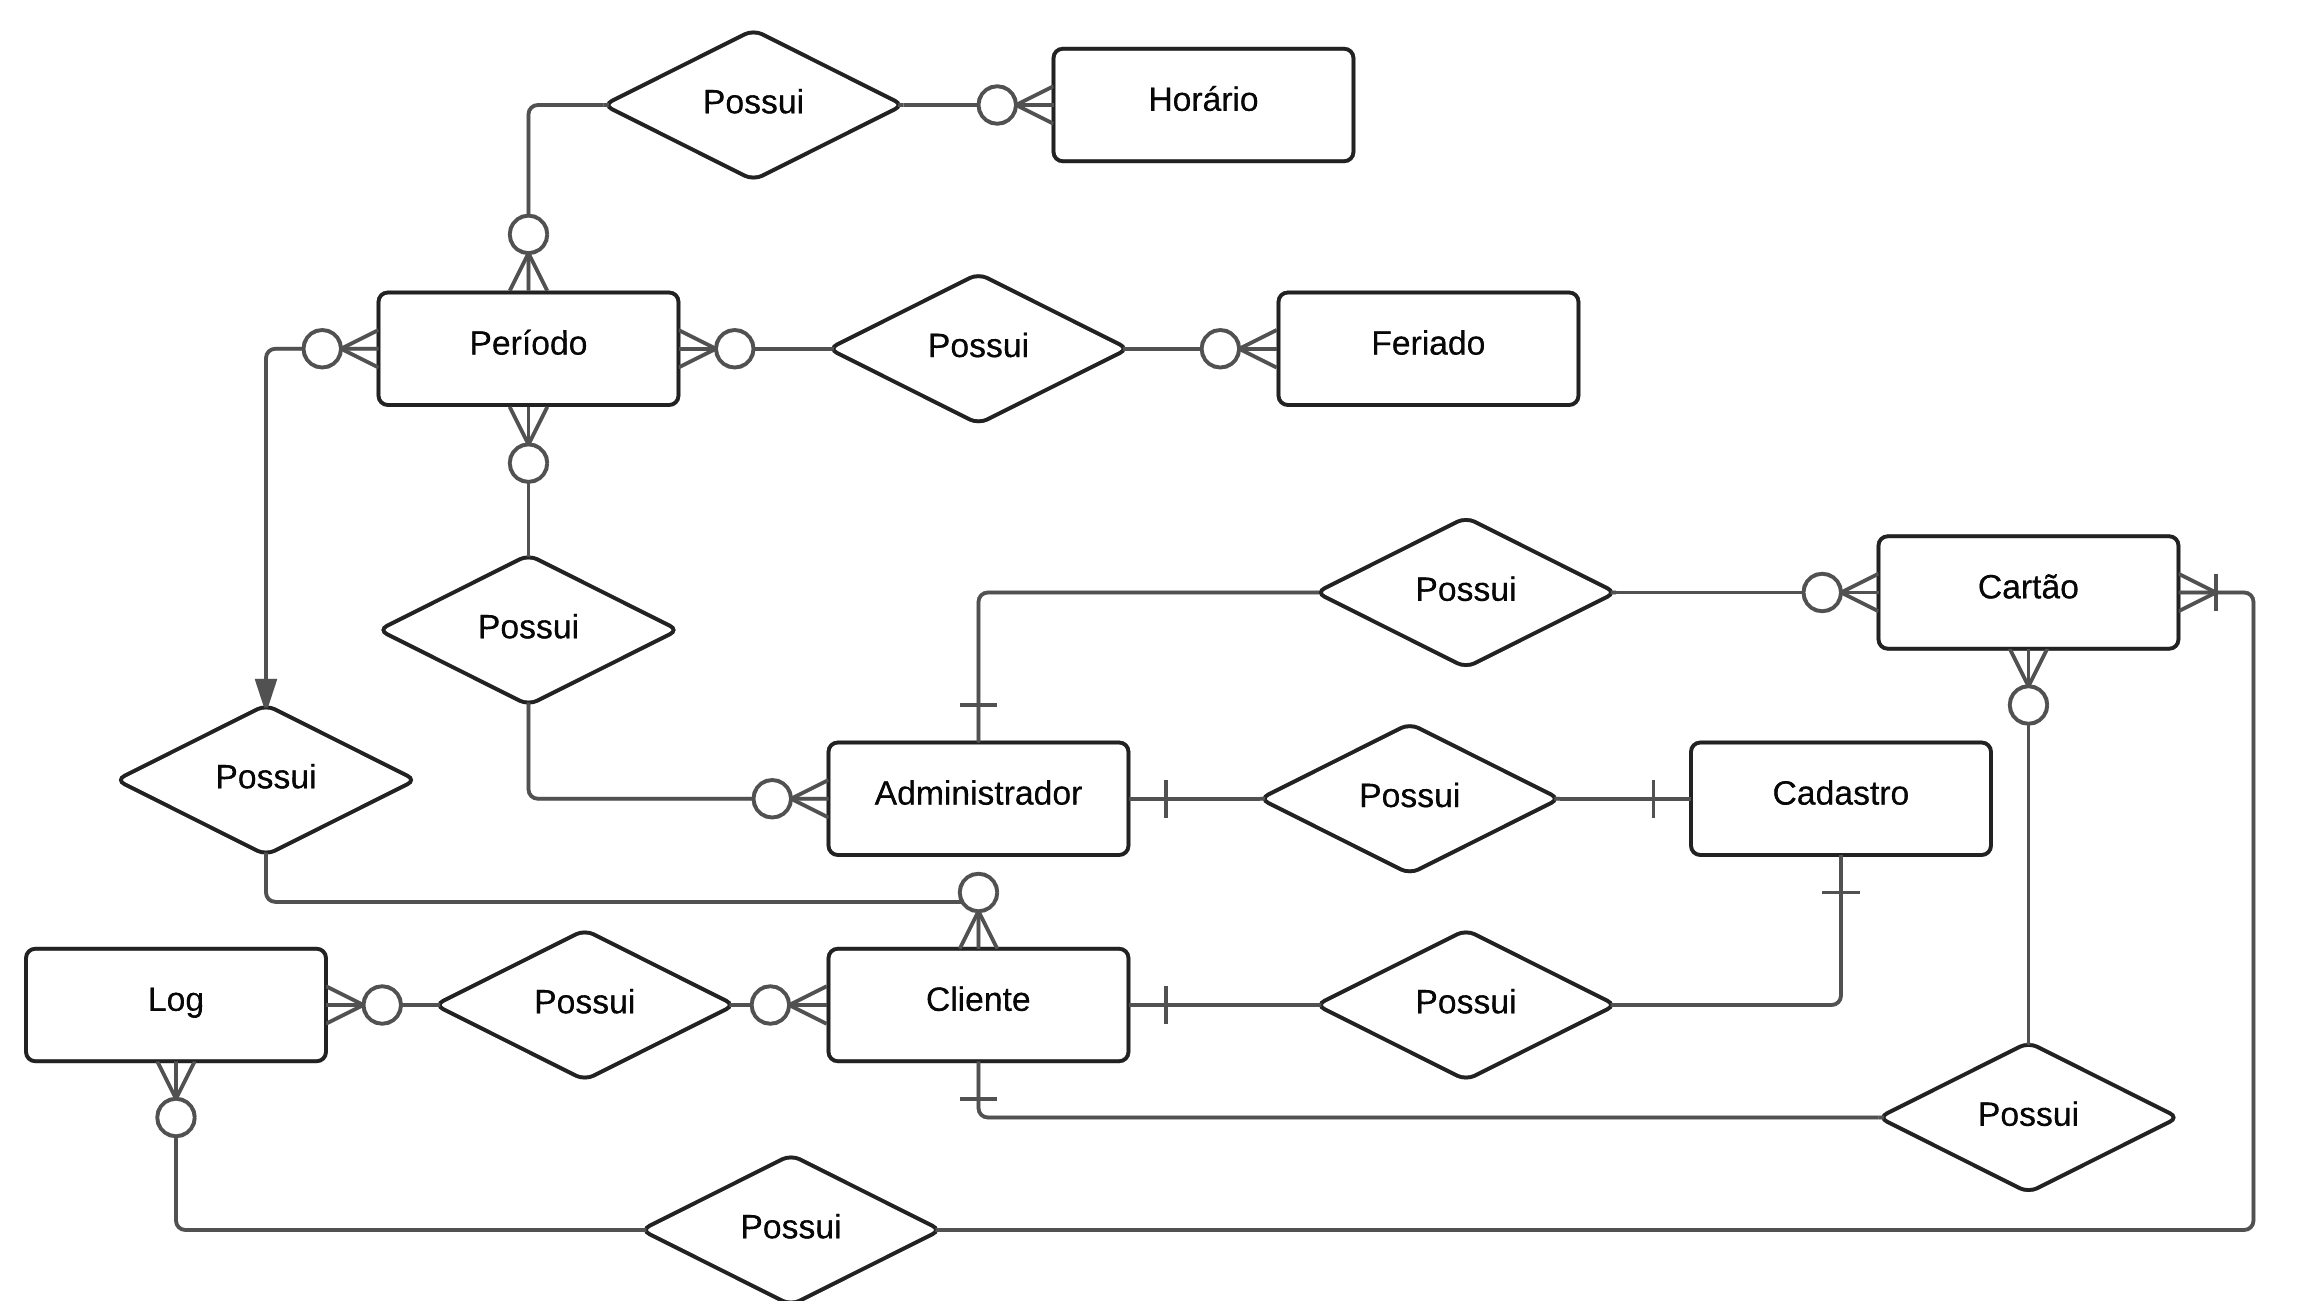 Possui
Horário
Período
Possui
Feriado
Possui
Possui
Cartão
Possui
Administrador
Possui
Cadastro
Log
Possui
Cliente
Possui
Possui
Possui